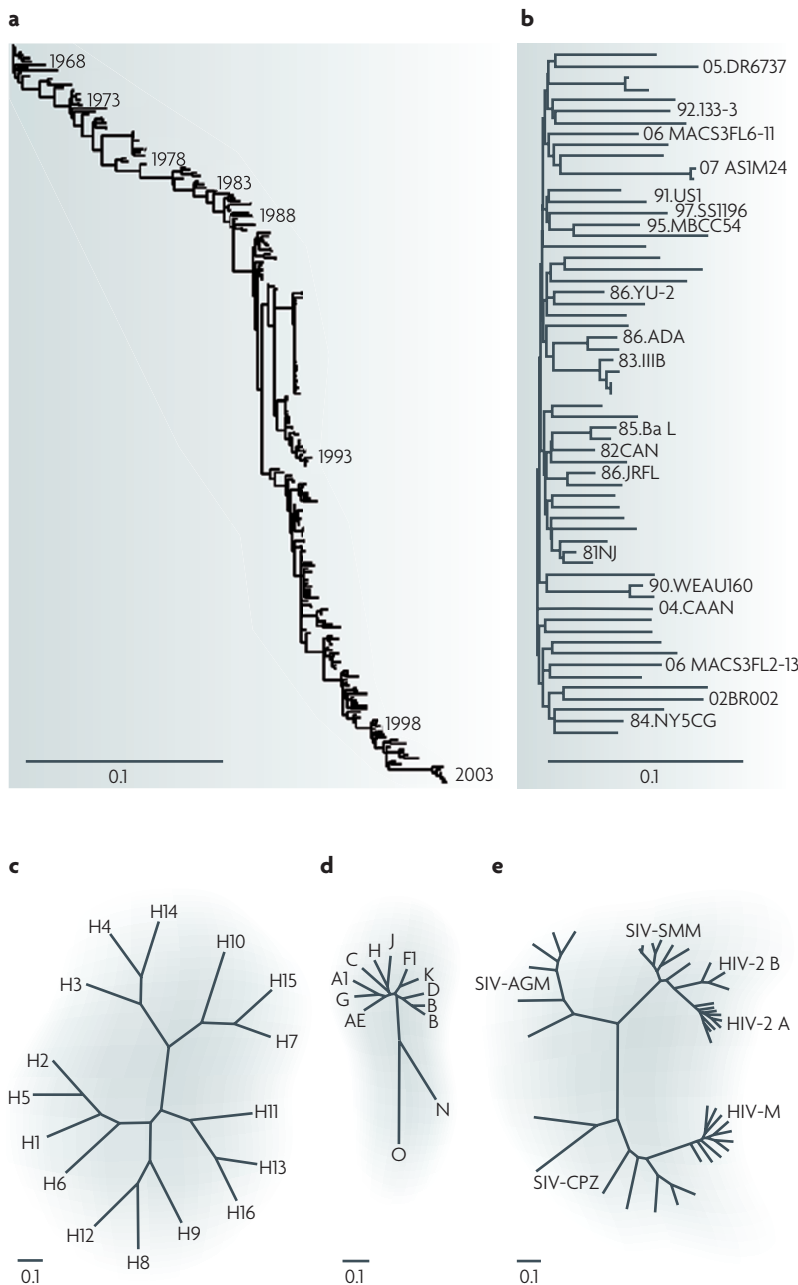 a
1968
1973
1978
1983
1988
1993
1998
2003
0.1
b
05.DR6737
92.133-3
06 MACS3FL6-11
07 AS1M24
91.US1
97.SS1196
95.MBCC54
86.YU-2
86.ADA
83.IIIB
85.Ba L
82CAN
86.JRFL
81NJ
90.WEAU160
04.CAAN
06 MACS3FL2-13
02BR002
84.NY5CG
0.1
c
H14
H4
H10
H3
H15
H7
H2
H5
H11
H1
H13
H6
H16
H9
H12
H8
0.1
d
J
H
F1
C
A1
K
G
D
B
AE
B
N
O
0.1
e
SIV-SMM
HIV-2 B
SIV-AGM
HIV-2 A
HIV-M
SIV-CPZ
0.1